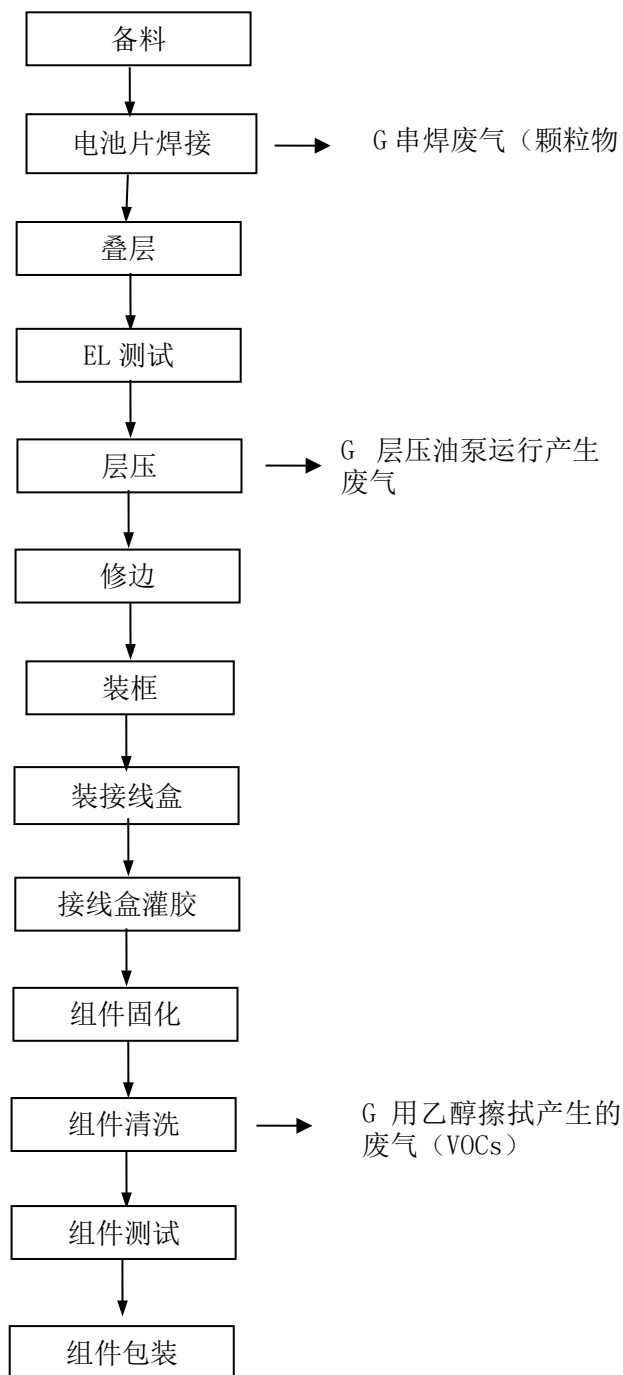 备料
电池片焊接
G 串焊废气（颗粒物
叠层
EL 测试
层压
G 层压油泵运行产生
废气
修边
装框
装接线盒
接线盒灌胶
组件固化
组件清洗
G 用乙醇擦拭产生的
废气（VOCs）
组件测试
组件包装